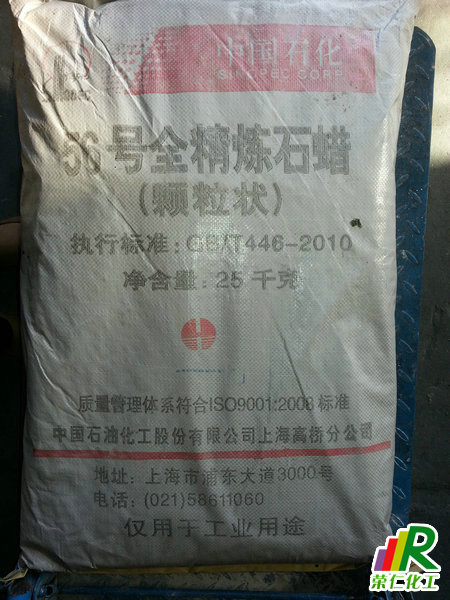 中国石化
SINOPEC CORP
56号全精炼石蜡
(颗粒状)
执行标准:GB/T446-2010
净含量:25千克
质量管理体系符合ISO9001:2008标准
中国石油化工股份有限公司上海高桥分公司
地址:上海市浦东大道3000号
电话:(021)58611060
仅用于工业用途
R
荣仁化工